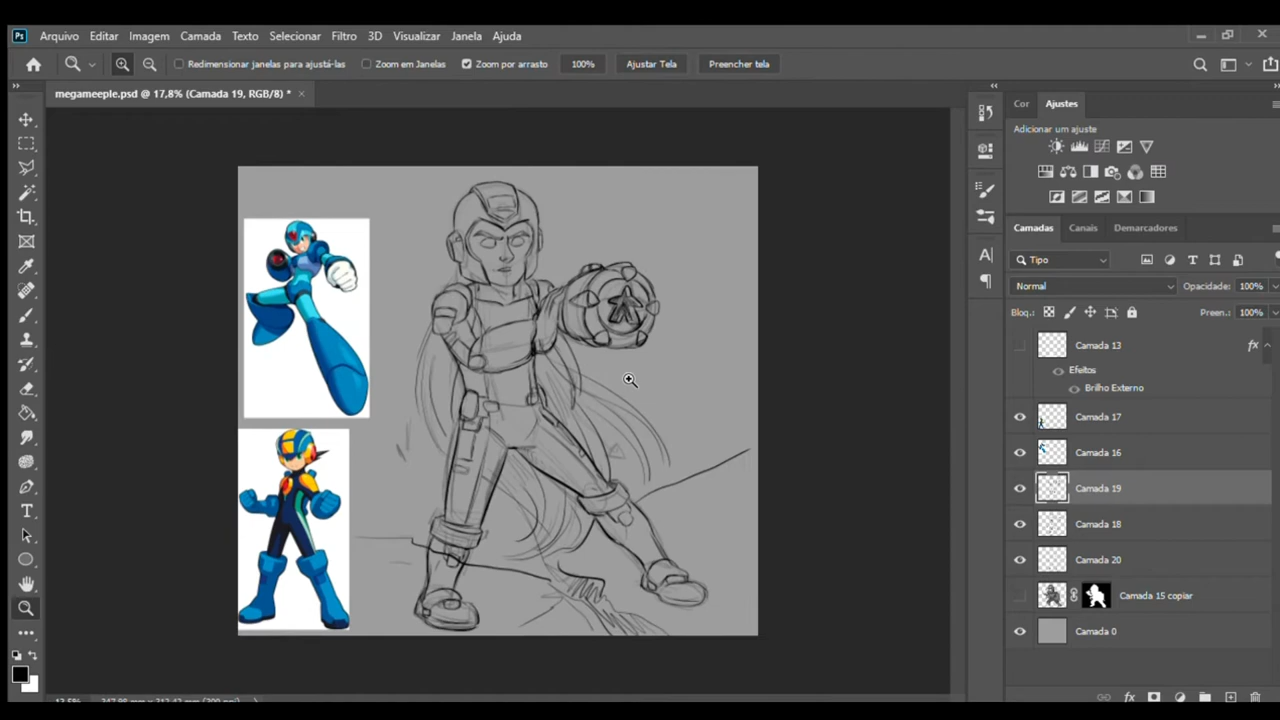 Ps Arquivo Editar Imagem Camada Texto Selecionar Filtro 3D Visualizar Janela Ajuda
Redimensionar janelas para ajustá-las Zoom em Janelas Zoom por arrasto 100% Ajustar Tela Preencher tela
megameeple.psd @ 17,8% (Camada 19, RGB/8) *
Cor Ajustes
Adicionar um ajuste
Camadas Canais Demarcadores
Tipo
Normal Opacidade: 100%
Bloq.: Preen.: 100%
Camada 13 fx
Efeitos
Brilho Externo
Camada 17
Camada 16
Camada 19
Camada 18
Camada 20
Camada 15 copiar
Camada 0
fx